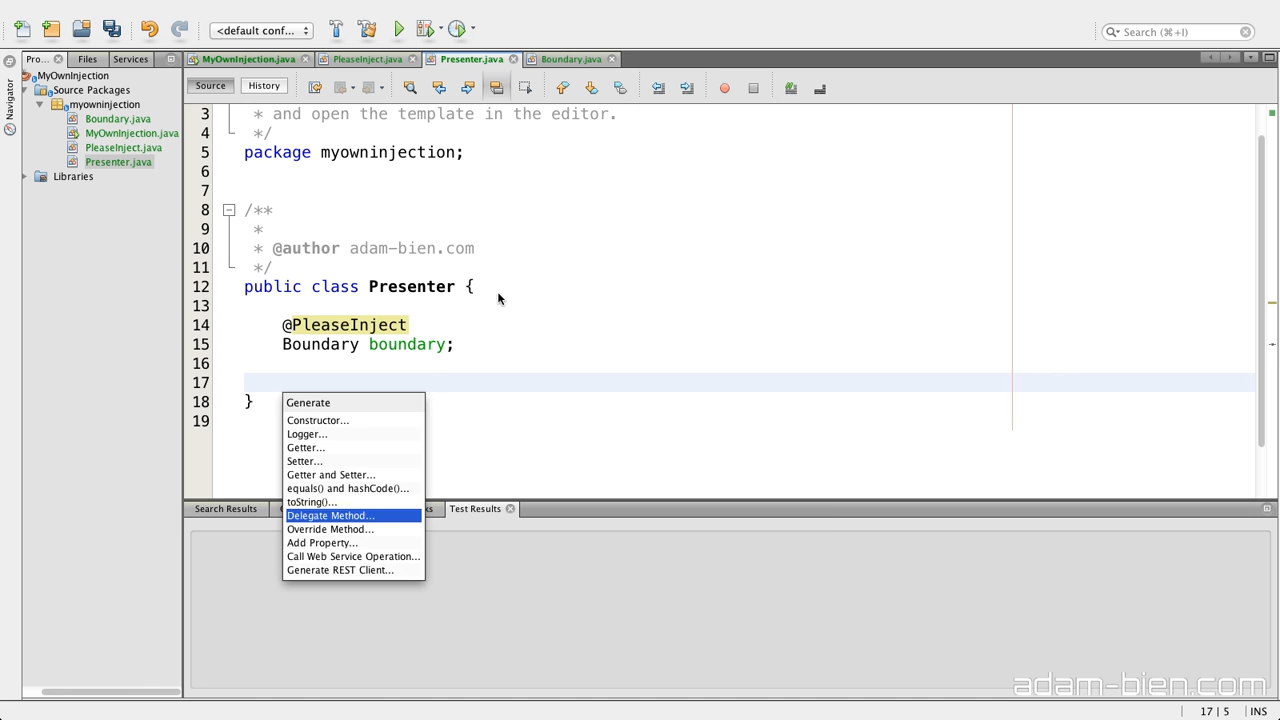 <default conf...
Search (⌘+I)
Pro...
Files
Services
MyOwnInjection.java
PleaseInject.java
Presenter.java
Boundary.java
Navigator
MyOwnInjection
Source Packages
myowninjection
Boundary.java
MyOwnInjection.java
PleaseInject.java
Presenter.java
Libraries
Source
History
3 * and open the template in the editor.
4 */
5 package myowninjection;
6
7
8 /**
9 *
10 * @author adam-bien.com
11 */
12 public class Presenter {
13
14 @PleaseInject
15 Boundary boundary;
16
17
18 }
19
Generate
Constructor...
Logger...
Getter...
Setter...
Getter and Setter...
equals() and hashCode()...
toString()...
Delegate Method...
Override Method...
Add Property...
Call Web Service Operation...
Generate REST Client...
Search Results
ks
Test Results
adam-bien.com
17 | 5
INS